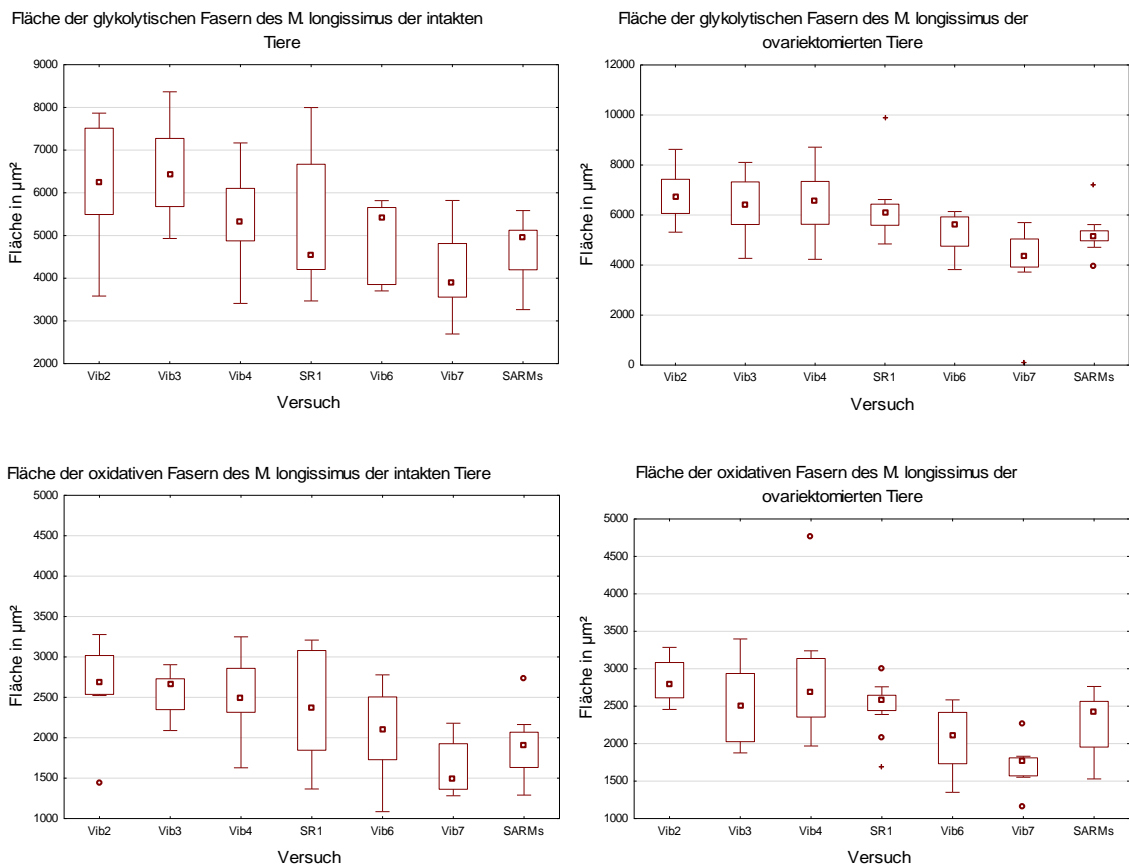 Fläche der glykolytischen Fasern des M. longissimus der intakten
Tiere
Fläche in µm²
9000
8000
7000
6000
5000
4000
3000
2000
Vib2 Vib3 Vib4 SR1 Vib6 Vib7 SARMs
Versuch
Fläche der glykolytischen Fasern des M. longissimus der
ovariektomierten Tiere
Fläche in µm²
12000
10000
8000
6000
4000
2000
0
Vib2 Vib3 Vib4 SR1 Vib6 Vib7 SARMs
Versuch
Fläche der oxidativen Fasern des M. longissimus der intakten Tiere
Fläche in µm²
5000
4500
4000
3500
3000
2500
2000
1500
1000
Vib2 Vib3 Vib4 SR1 Vib6 Vib7 SARMs
Versuch
Fläche der oxidativen Fasern des M. longissimus der
ovariektomierten Tiere
Fläche in µm²
5000
4500
4000
3500
3000
2500
2000
1500
1000
Vib2 Vib3 Vib4 SR1 Vib6 Vib7 SARMs
Versuch